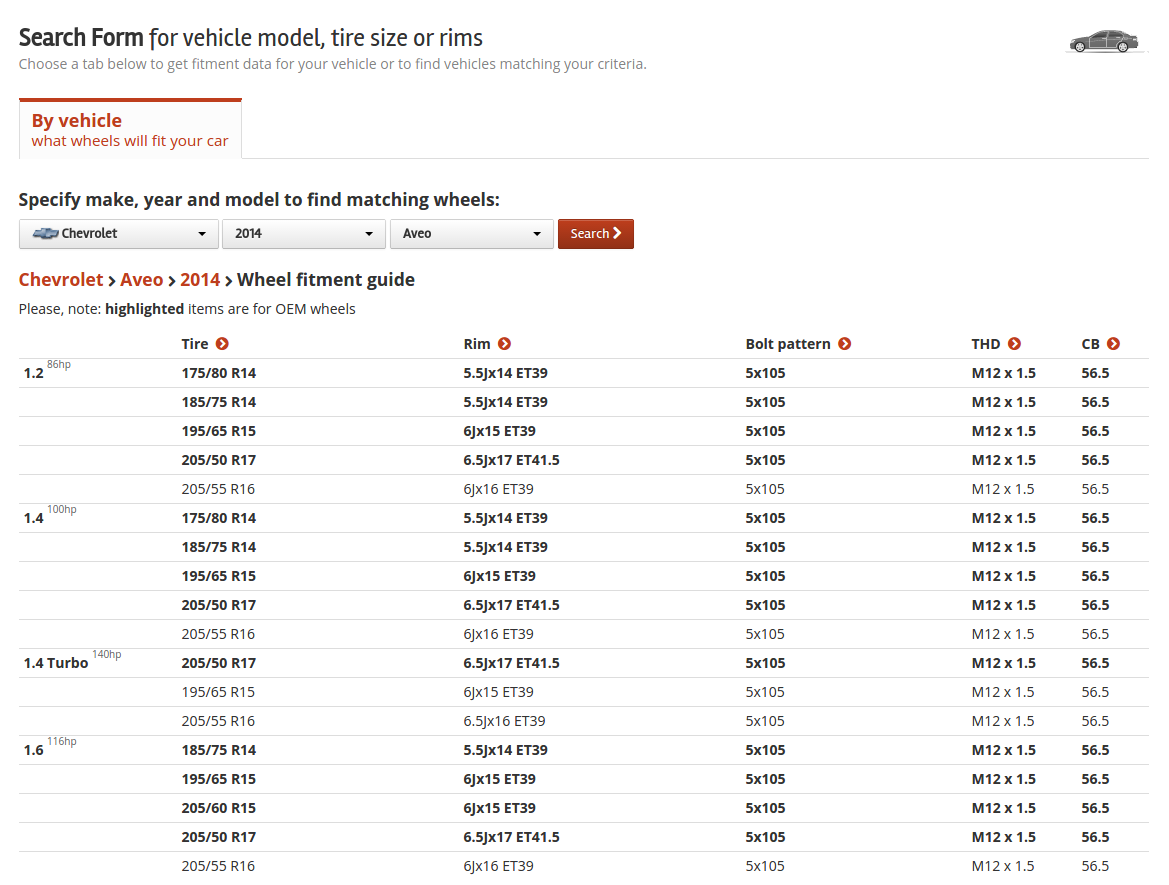 Search Form for vehicle model, tire size or rims
Choose a tab below to get fitment data for your vehicle or to find vehicles matching your criteria.
By vehicle
what wheels will fit your car
Specify make, year and model to find matching wheels:
Chevrolet 2014 Aveo Search
Chevrolet > Aveo > 2014 > Wheel fitment guide
Please, note: highlighted items are for OEM wheels
Tire Rim Bolt pattern THD CB
1.2 86hp 175/80 R14 5.5Jx14 ET39 5x105 M12 x 1.5 56.5
185/75 R14 5.5Jx14 ET39 5x105 M12 x 1.5 56.5
195/65 R15 6Jx15 ET39 5x105 M12 x 1.5 56.5
205/50 R17 6.5Jx17 ET41.5 5x105 M12 x 1.5 56.5
205/55 R16 6Jx16 ET39 5x105 M12 x 1.5 56.5
1.4 100hp 175/80 R14 5.5Jx14 ET39 5x105 M12 x 1.5 56.5
185/75 R14 5.5Jx14 ET39 5x105 M12 x 1.5 56.5
195/65 R15 6Jx15 ET39 5x105 M12 x 1.5 56.5
205/50 R17 6.5Jx17 ET41.5 5x105 M12 x 1.5 56.5
205/55 R16 6Jx16 ET39 5x105 M12 x 1.5 56.5
1.4 Turbo 140hp 205/50 R17 6.5Jx17 ET41.5 5x105 M12 x 1.5 56.5
195/65 R15 6Jx15 ET39 5x105 M12 x 1.5 56.5
205/55 R16 6.5Jx16 ET39 5x105 M12 x 1.5 56.5
1.6 116hp 185/75 R14 5.5Jx14 ET39 5x105 M12 x 1.5 56.5
195/65 R15 6Jx15 ET39 5x105 M12 x 1.5 56.5
205/60 R15 6Jx15 ET39 5x105 M12 x 1.5 56.5
205/50 R17 6.5Jx17 ET41.5 5x105 M12 x 1.5 56.5
205/55 R16 6Jx16 ET39 5x105 M12 x 1.5 56.5